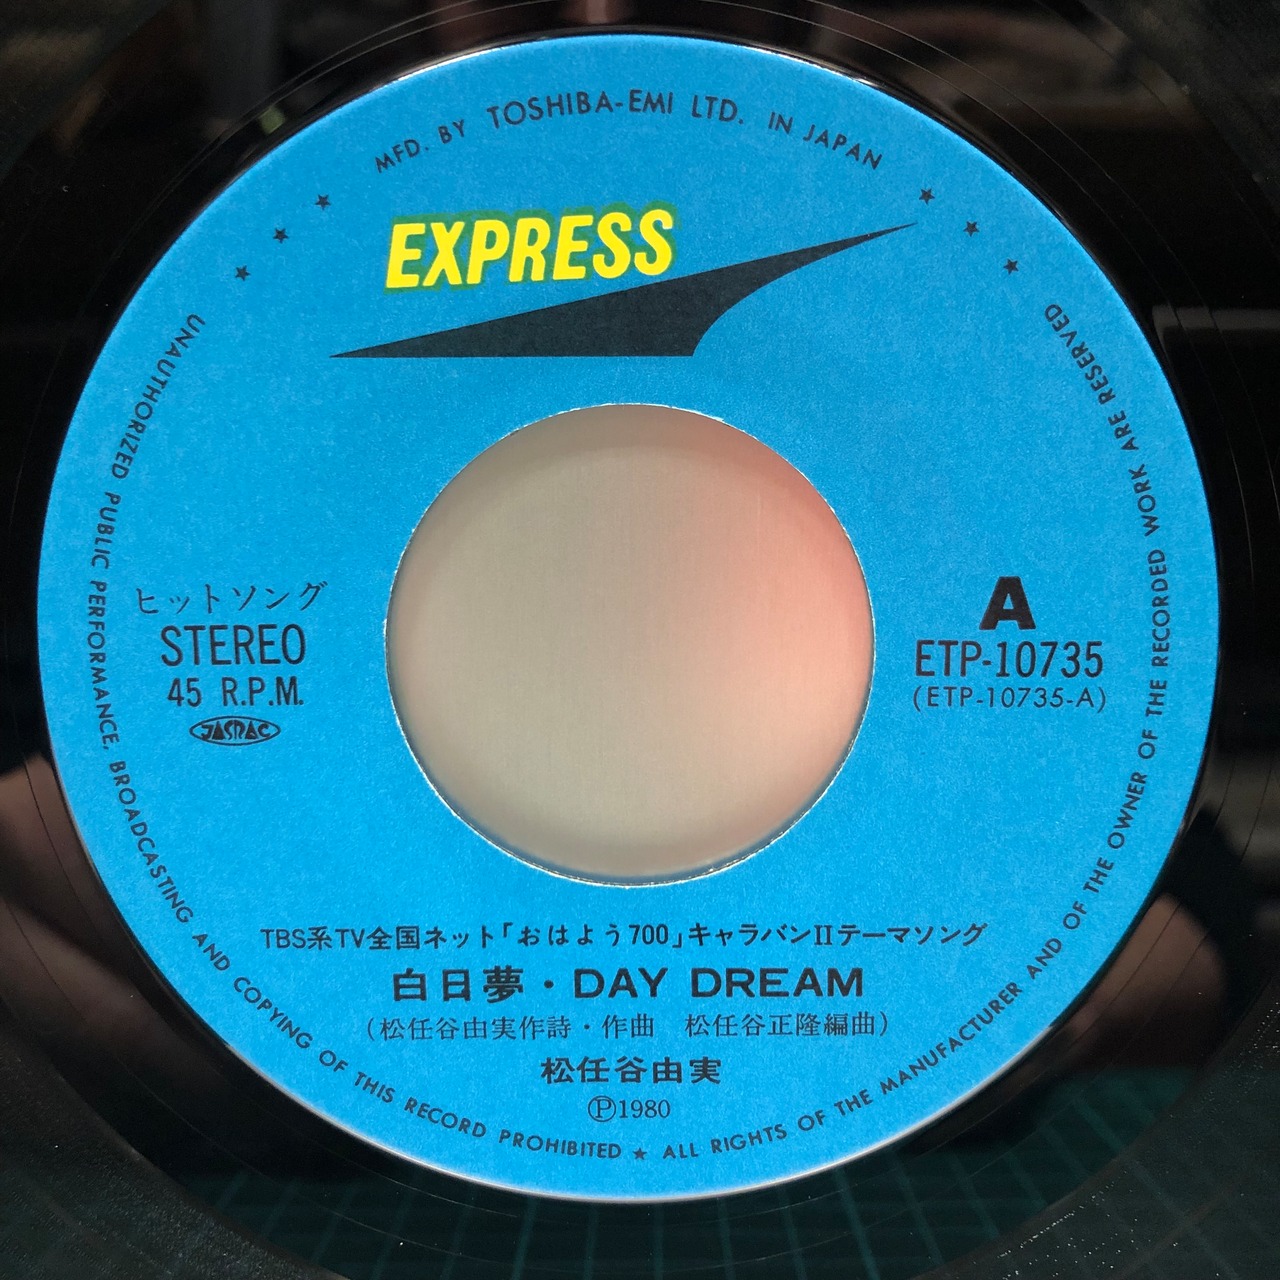 MFD. BY TOSHIBA-EMI LTD. IN JAPAN
EXPRESS
ヒットソング
STEREO
45 R.P.M.
JASRAC
A
ETP-10735
(ETP-10735-A)
TBS系TV全国ネット「おはよう700」キャラバンIIテーマソング
白日夢・DAY DREAM
(松任谷由実作詩・作曲　松任谷正隆編曲)
松任谷由実
Ⓟ1980
UNAUTHORIZED PUBLIC PERFORMANCE, BROADCASTING AND COPYING OF THIS RECORD PROHIBITED ★ ALL RIGHTS OF THE MANUFACTURER AND OF THE OWNER OF THE RECORDED WORK ARE RESERVED